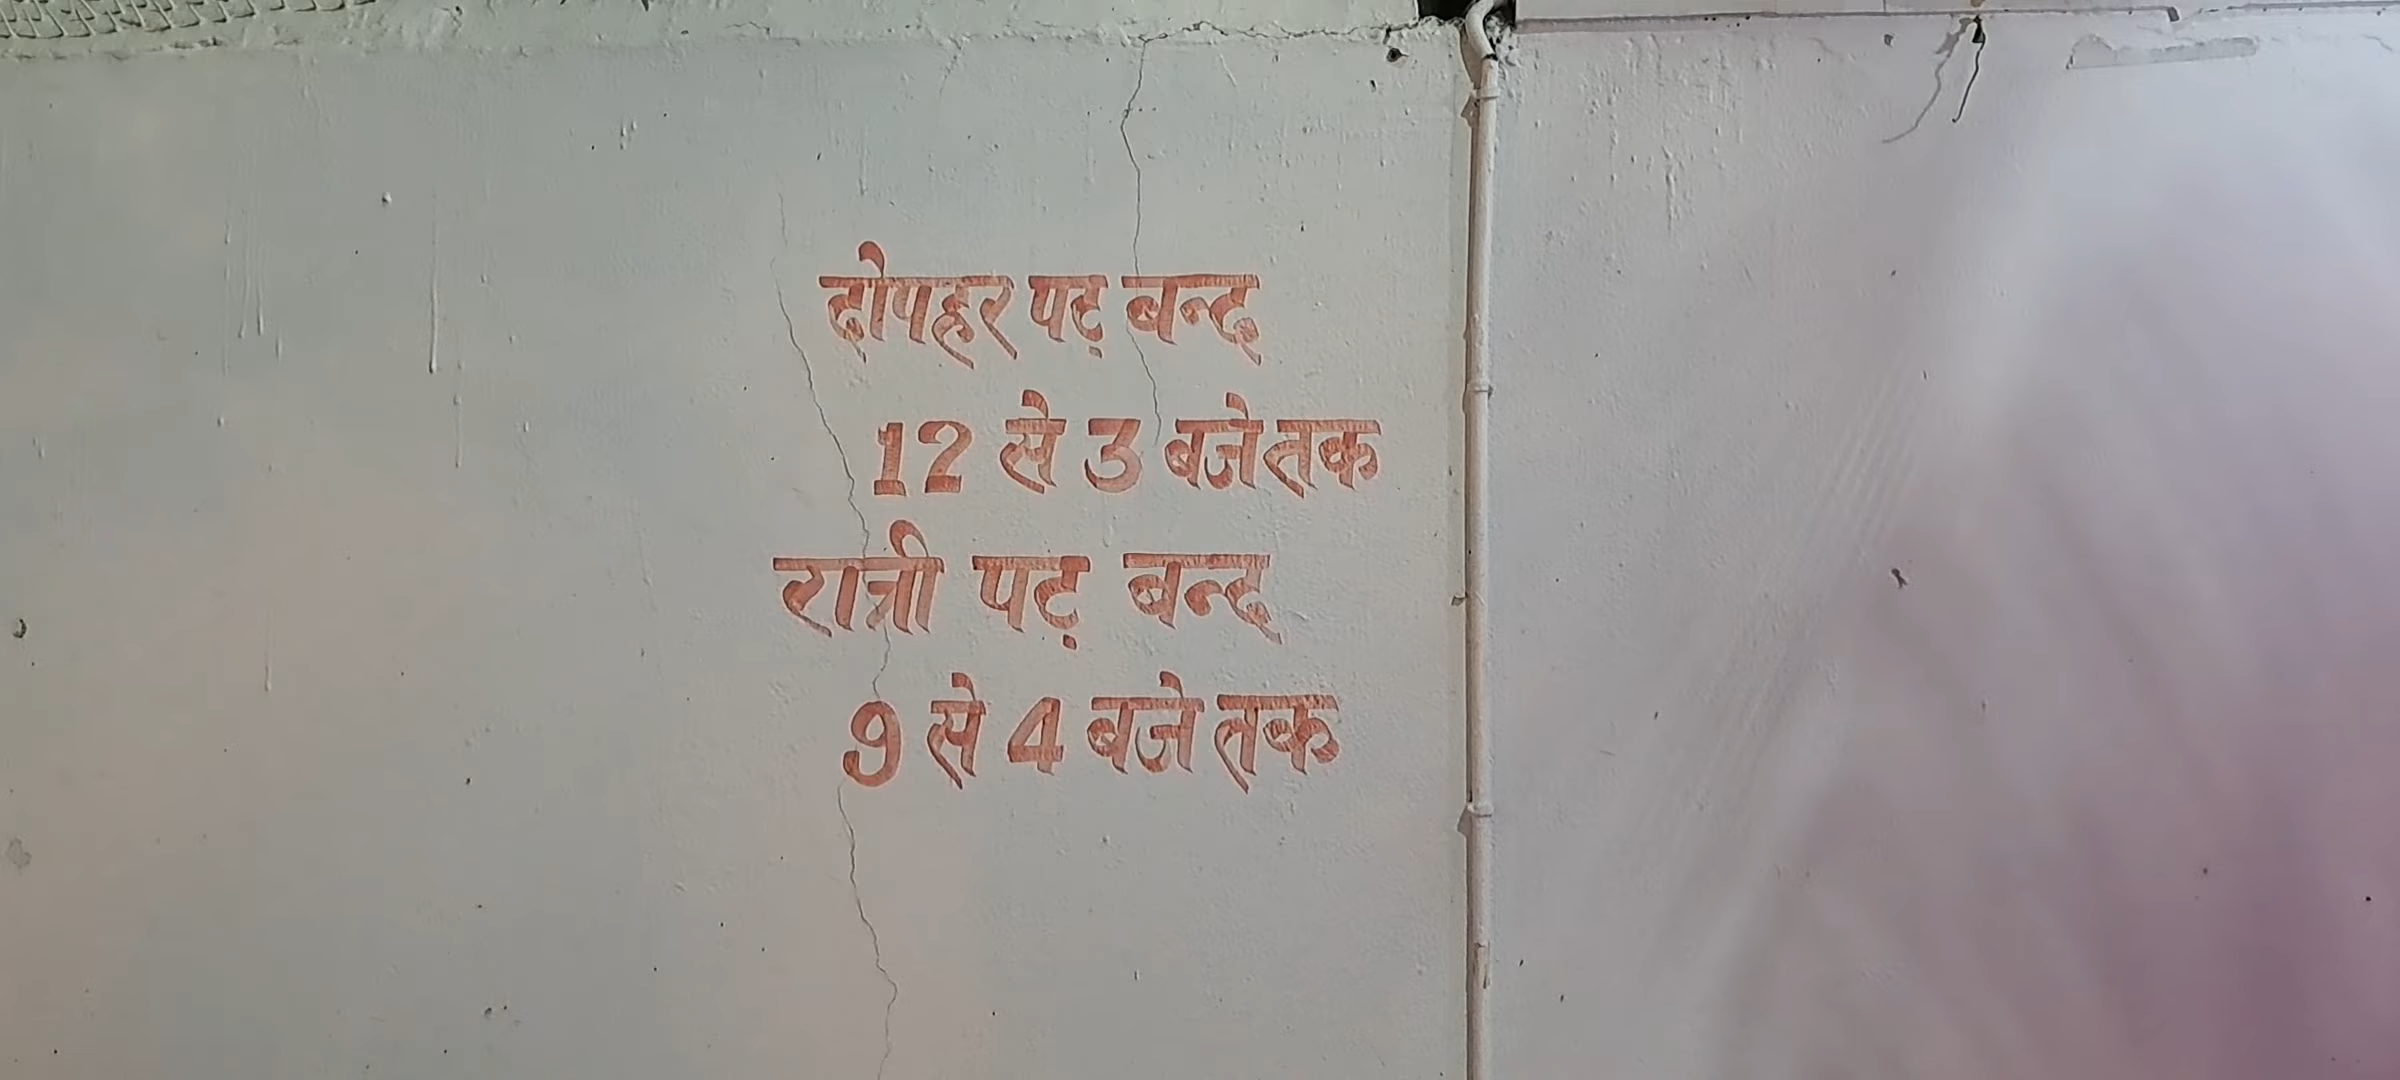 दोपहर पट् बन्द
12 से 3 बजे तक
रात्री पट् बन्द
9 से 4 बजे तक